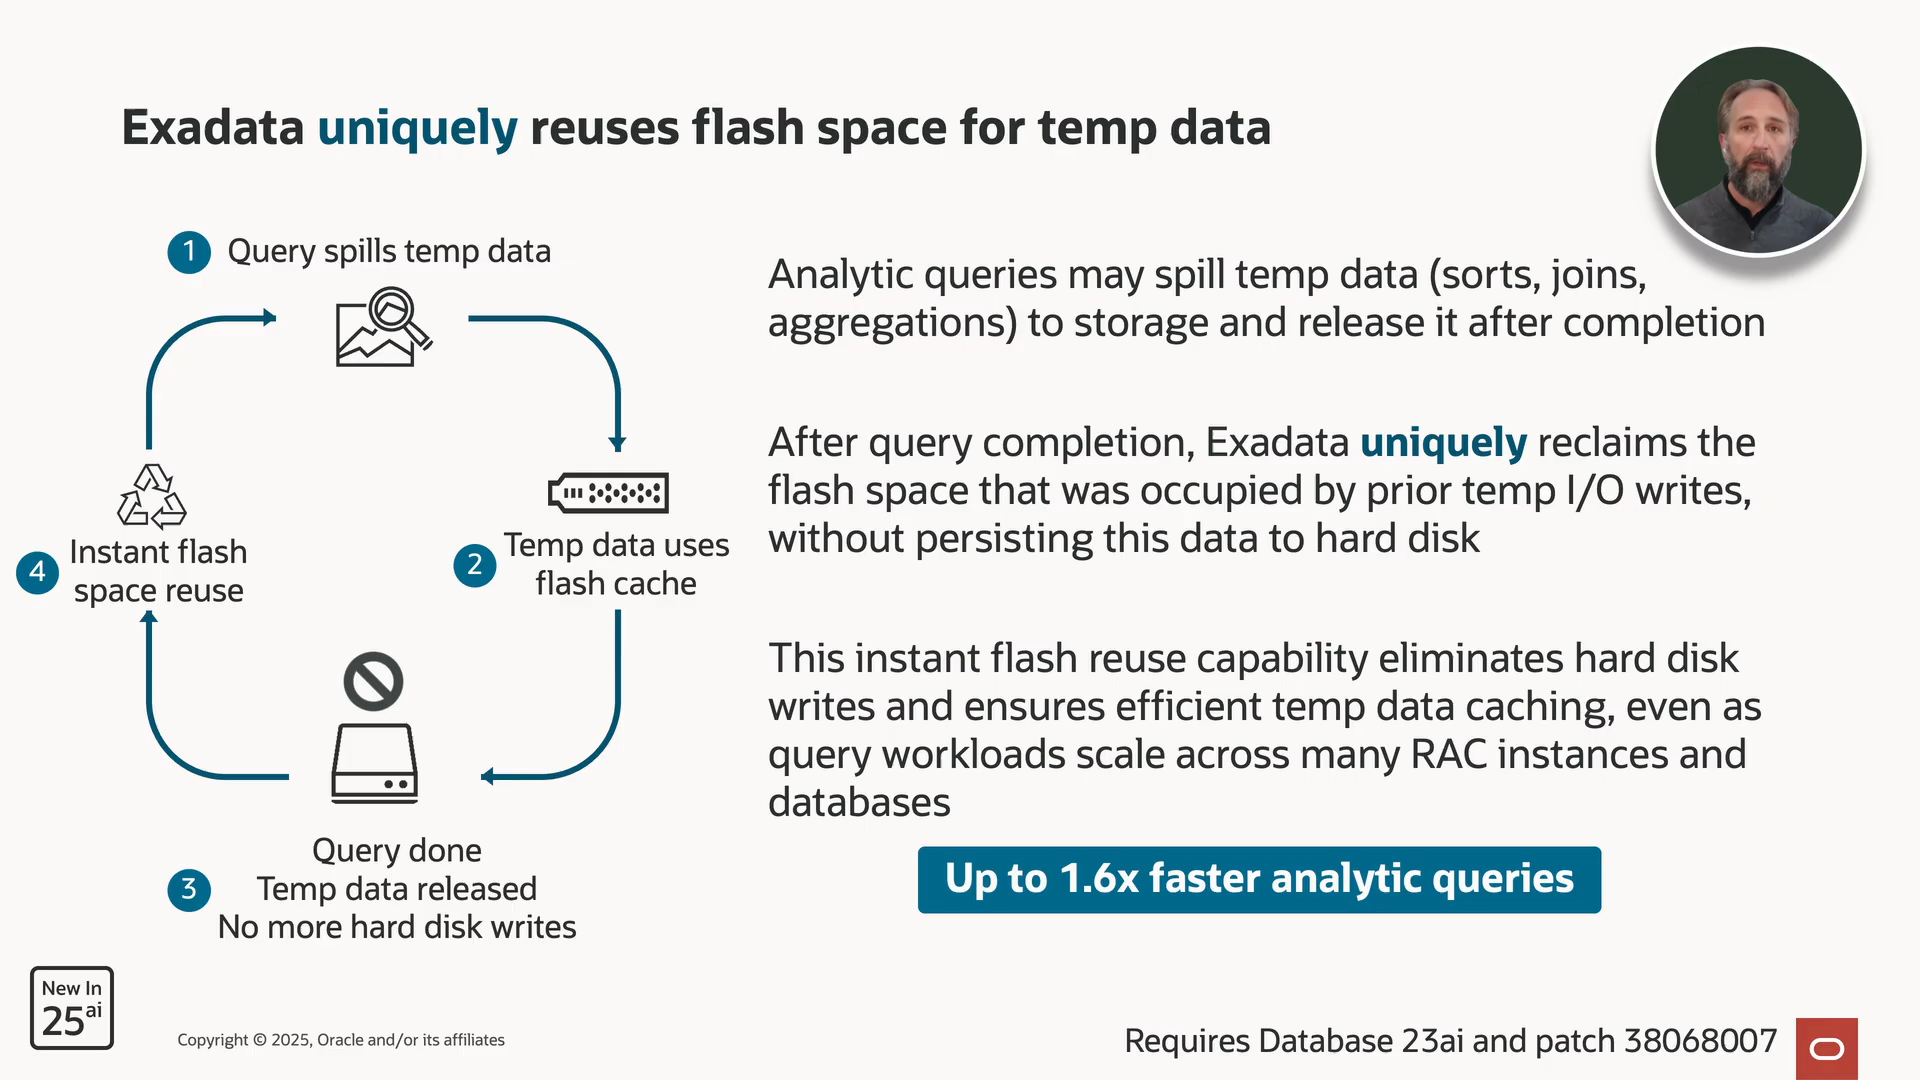 Exadata uniquely reuses flash space for temp data
1 Query spills temp data
2 Temp data uses
flash cache
3 Query done
Temp data released
No more hard disk writes
4 Instant flash
space reuse
Analytic queries may spill temp data (sorts, joins,
aggregations) to storage and release it after completion
After query completion, Exadata uniquely reclaims the
flash space that was occupied by prior temp I/O writes,
without persisting this data to hard disk
This instant flash reuse capability eliminates hard disk
writes and ensures efficient temp data caching, even as
query workloads scale across many RAC instances and
databases
Up to 1.6x faster analytic queries
New In
25ai
Copyright © 2025, Oracle and/or its affiliates
Requires Database 23ai and patch 38068007